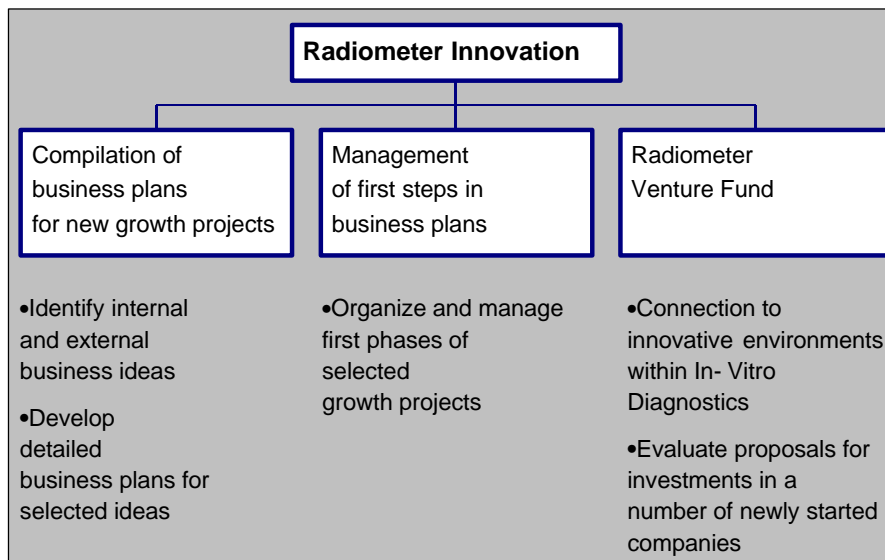 Radiometer Innovation
Compilation of
business plans
for new growth projects
Management
of first steps in
business plans
Radiometer
Venture Fund
•Identify internal
and external
business ideas
•Develop
detailed
business plans for
selected ideas
•Organize and manage
first phases of
selected
growth projects
•Connection to
innovative environments
within In- Vitro
Diagnostics
•Evaluate proposals for
investments in a
number of newly started
companies